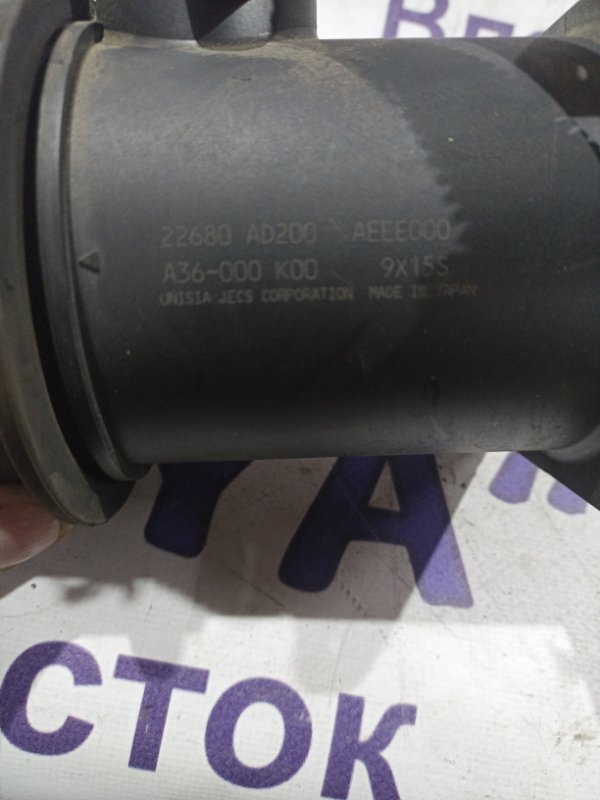 22680 AD200 AEEE000
A36-000 K00 9X15S
UNISIA JECS CORPORATION MADE IN JAPAN
СТОК